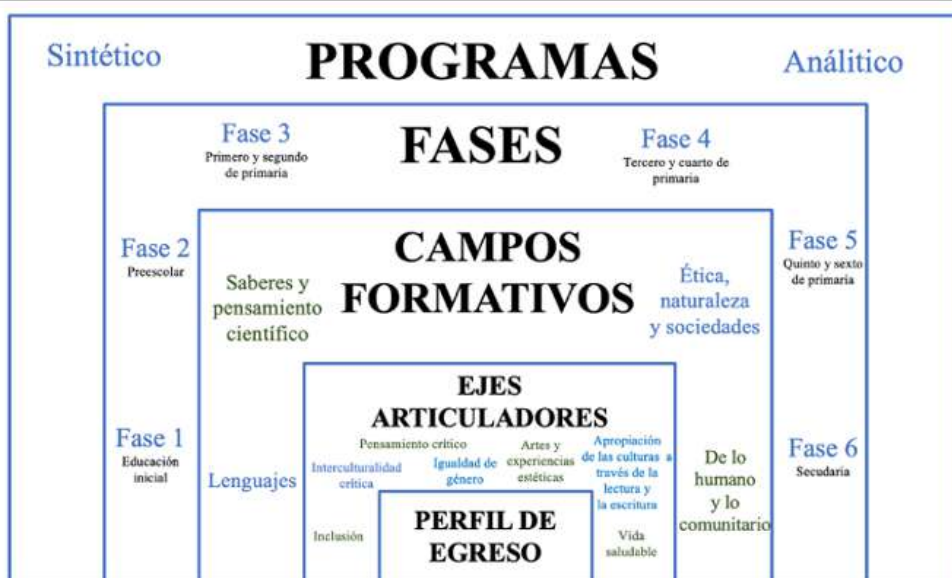 Sintético
PROGRAMAS
Análitico
Fase 3
Primero y segundo
de primaria
FASES
Fase 4
Tercero y cuarto de
primaria
Fase 2
Preescolar
CAMPOS
FORMATIVOS
Fase 5
Quinto y sexto
de primaria
Saberes y
pensamiento
científico
Ética,
naturaleza
y sociedades
EJES
ARTICULADORES
Fase 1
Educación
inicial
Lenguajes
Pensamiento crítico
Interculturalidad
crítica
Igualdad de
género
Artes y
experiencias
estéticas
Apropiación
de las culturas a
través de la
lectura y
la escritura
De lo
humano
y lo
comunitario
Fase 6
Secudaria
Inclusión
PERFIL DE
EGRESO
Vida
saludable